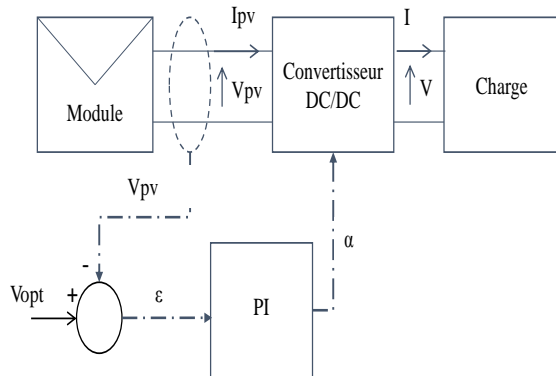 Ipv
I
Module
Vpv
Convertisseur
DC/DC
V
Charge
Vpv
α
-
+
Vopt
ε
PI